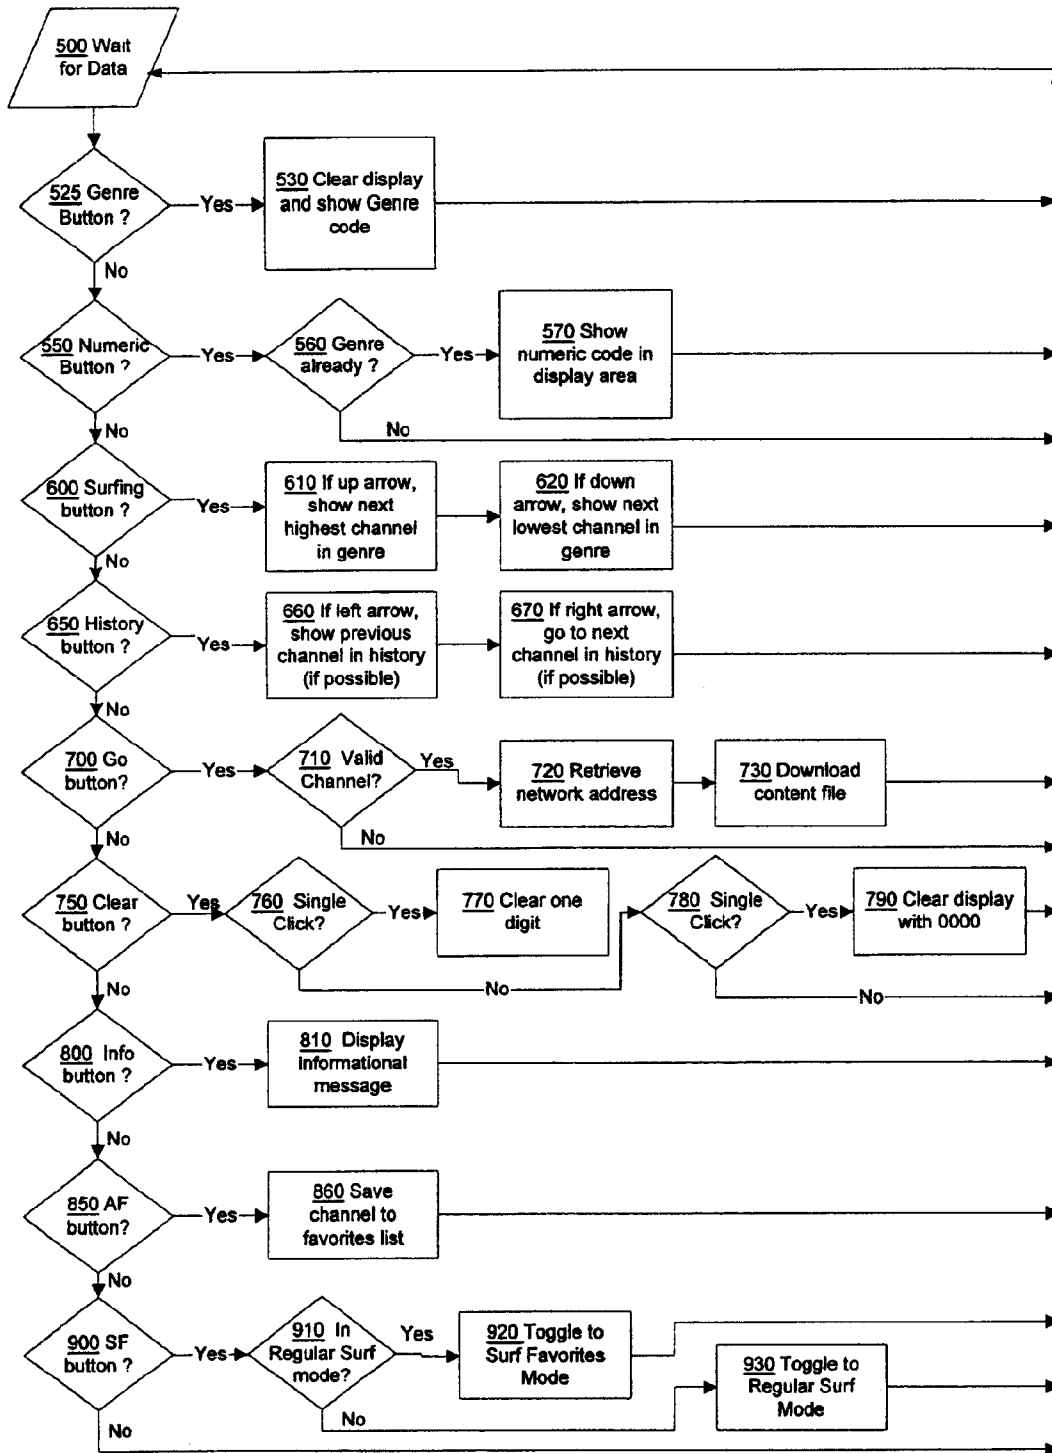 500 Wait
for Data
525 Genre
Button ?
Yes
530 Clear display
and show Genre
code
No
550 Numeric
Button ?
Yes
560 Genre
already ?
Yes
570 Show
numeric code in
display area
No
No
600 Surfing
button ?
Yes
610 If up arrow,
show next
highest channel
in genre
620 If down
arrow, show next
lowest channel in
genre
No
650 History
button ?
Yes
660 If left arrow,
show previous
channel in history
(if possible)
670 If right arrow,
go to next
channel in history
(if possible)
No
700 Go
button?
Yes
710 Valid
Channel?
Yes
720 Retrieve
network address
730 Download
content file
No
No
750 Clear
button ?
Yes
760 Single
Click?
Yes
770 Clear one
digit
780 Single
Click?
Yes
790 Clear display
with 0000
No
No
No
800 Info
button ?
Yes
810 Display
informational
message
No
850 AF
button?
Yes
860 Save
channel to
favorites list
No
900 SF
button ?
Yes
910 In
Regular Surf
mode?
Yes
920 Toggle to
Surf Favorites
Mode
930 Toggle to
Regular Surf
Mode
No
No